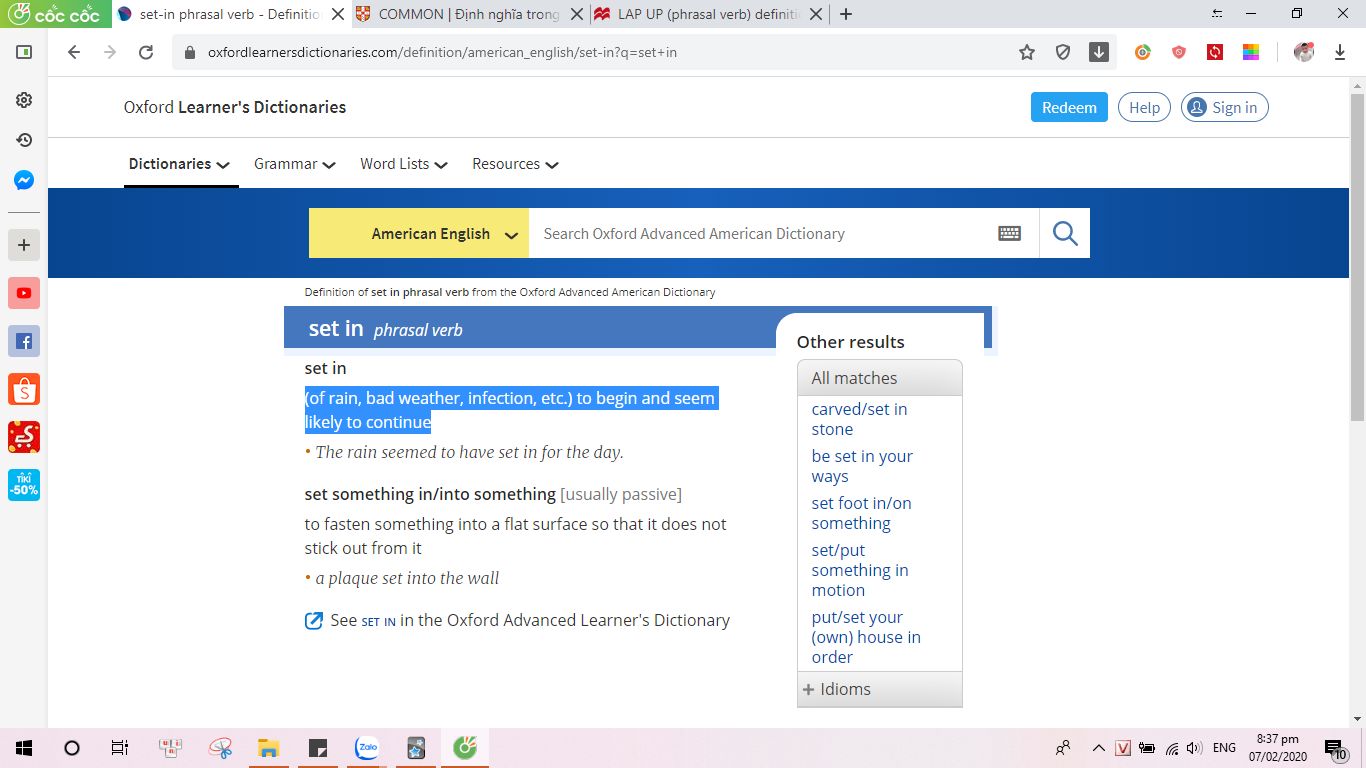 cốc cốc
set-in phrasal verb - Definitio
COMMON | Định nghĩa trong
LAP UP (phrasal verb) definiti
oxfordlearnersdictionaries.com/definition/american_english/set-in?q=set+in
Oxford Learner's Dictionaries
Redeem
Help
Sign in
Dictionaries
Grammar
Word Lists
Resources
American English
Search Oxford Advanced American Dictionary
Definition of set in phrasal verb from the Oxford Advanced American Dictionary
set in phrasal verb
set in
(of rain, bad weather, infection, etc.) to begin and seem
likely to continue
• The rain seemed to have set in for the day.
set something in/into something [usually passive]
to fasten something into a flat surface so that it does not
stick out from it
• a plaque set into the wall
See SET IN in the Oxford Advanced Learner's Dictionary
Other results
All matches
carved/set in
stone
be set in your
ways
set foot in/on
something
set/put
something in
motion
put/set your
(own) house in
order
+ Idioms
TIKI
-50%
Zalo
V
ENG
8:37 pm
07/02/2020
10